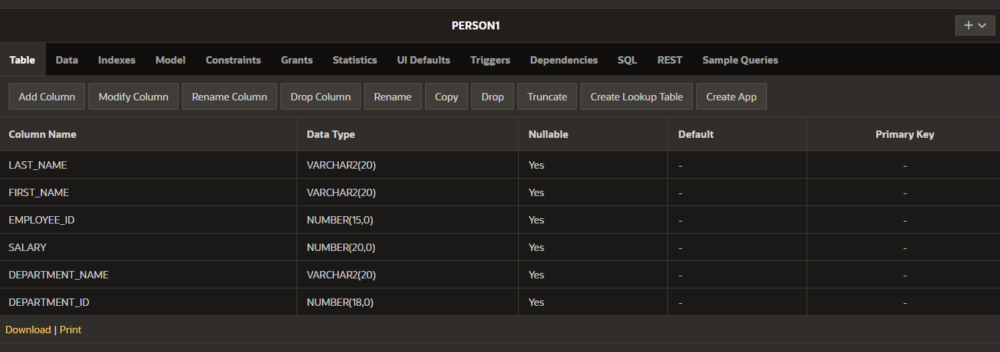 PERSON1
Table Data Indexes Model Constraints Grants Statistics UI Defaults Triggers Dependencies SQL REST Sample Queries
Add Column Modify Column Rename Column Drop Column Rename Copy Drop Truncate Create Lookup Table Create App
Column Name Data Type Nullable Default Primary Key
LAST_NAME VARCHAR2(20) Yes - -
FIRST_NAME VARCHAR2(20) Yes - -
EMPLOYEE_ID NUMBER(15,0) Yes - -
SALARY NUMBER(20,0) Yes - -
DEPARTMENT_NAME VARCHAR2(20) Yes - -
DEPARTMENT_ID NUMBER(18,0) Yes - -
Download | Print